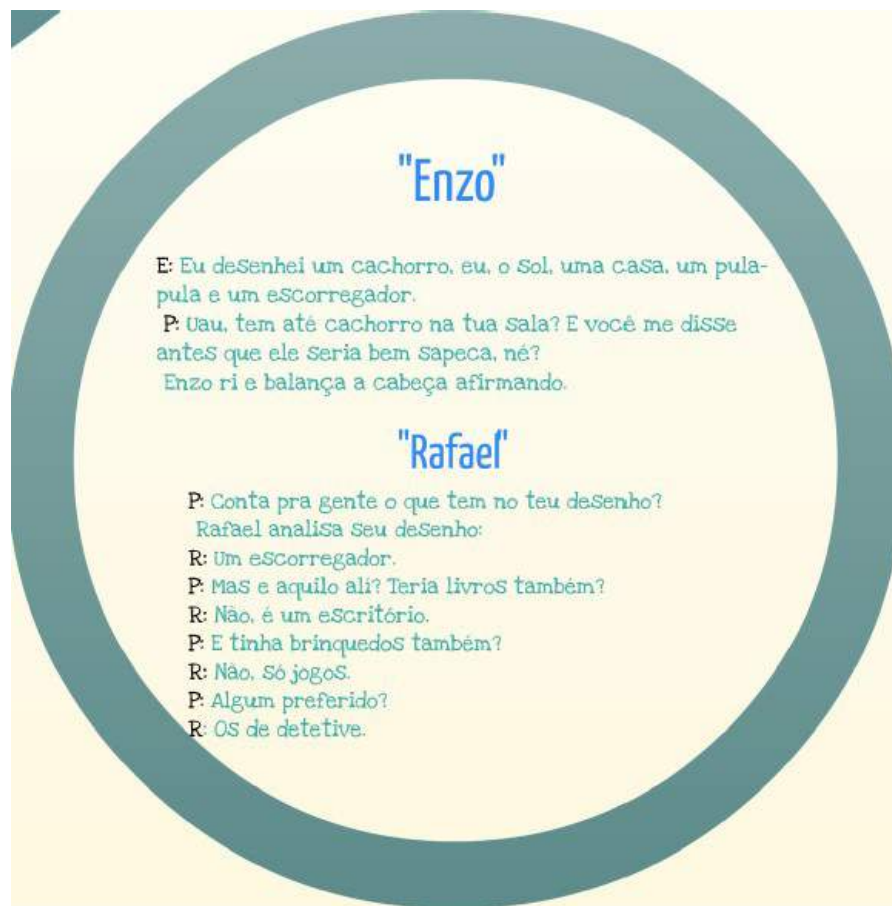 "Enzo"
E: Eu desenhei um cachorro, eu, o sol, uma casa, um pula-
pula e um escorregador.
P: Uau, tem até cachorro na tua sala? E você me disse
antes que ele seria bem sapeca, né?
Enzo ri e balança a cabeça afirmando.
"Rafael"
P: Conta pra gente o que tem no teu desenho?
Rafael analisa seu desenho:
R: Um escorregador.
P: Mas e aquilo ali? Teria livros também?
R: Não, é um escritório.
P: E tinha brinquedos também?
R: Não, só jogos.
P: Algum preferido?
R: Os de detetive.